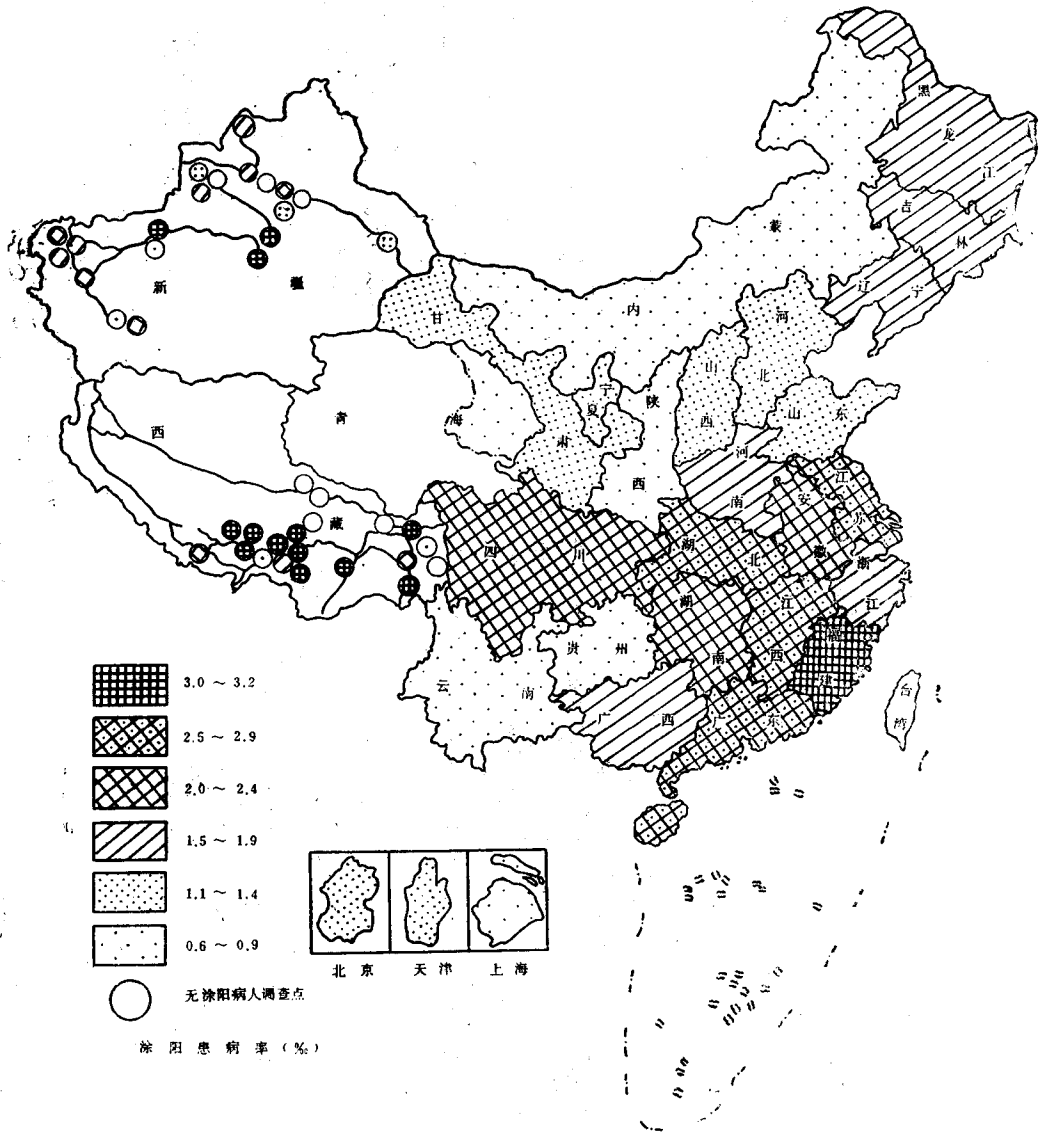 黑龙江
吉林
辽宁
内蒙
新疆
甘肃
宁夏
陕西
山西
河北
山东
河南
青海
西藏
四川
湖北
安徽
江苏
浙江
湖南
江西
福建
贵州
云南
广西
广东
台湾
3.0～3.2
2.5～2.9
2.0～2.4
1.5～1.9
1.1～1.4
0.6～0.9
无涂阳病人调查点
涂阳患病率（‰）
北京
天津
上海